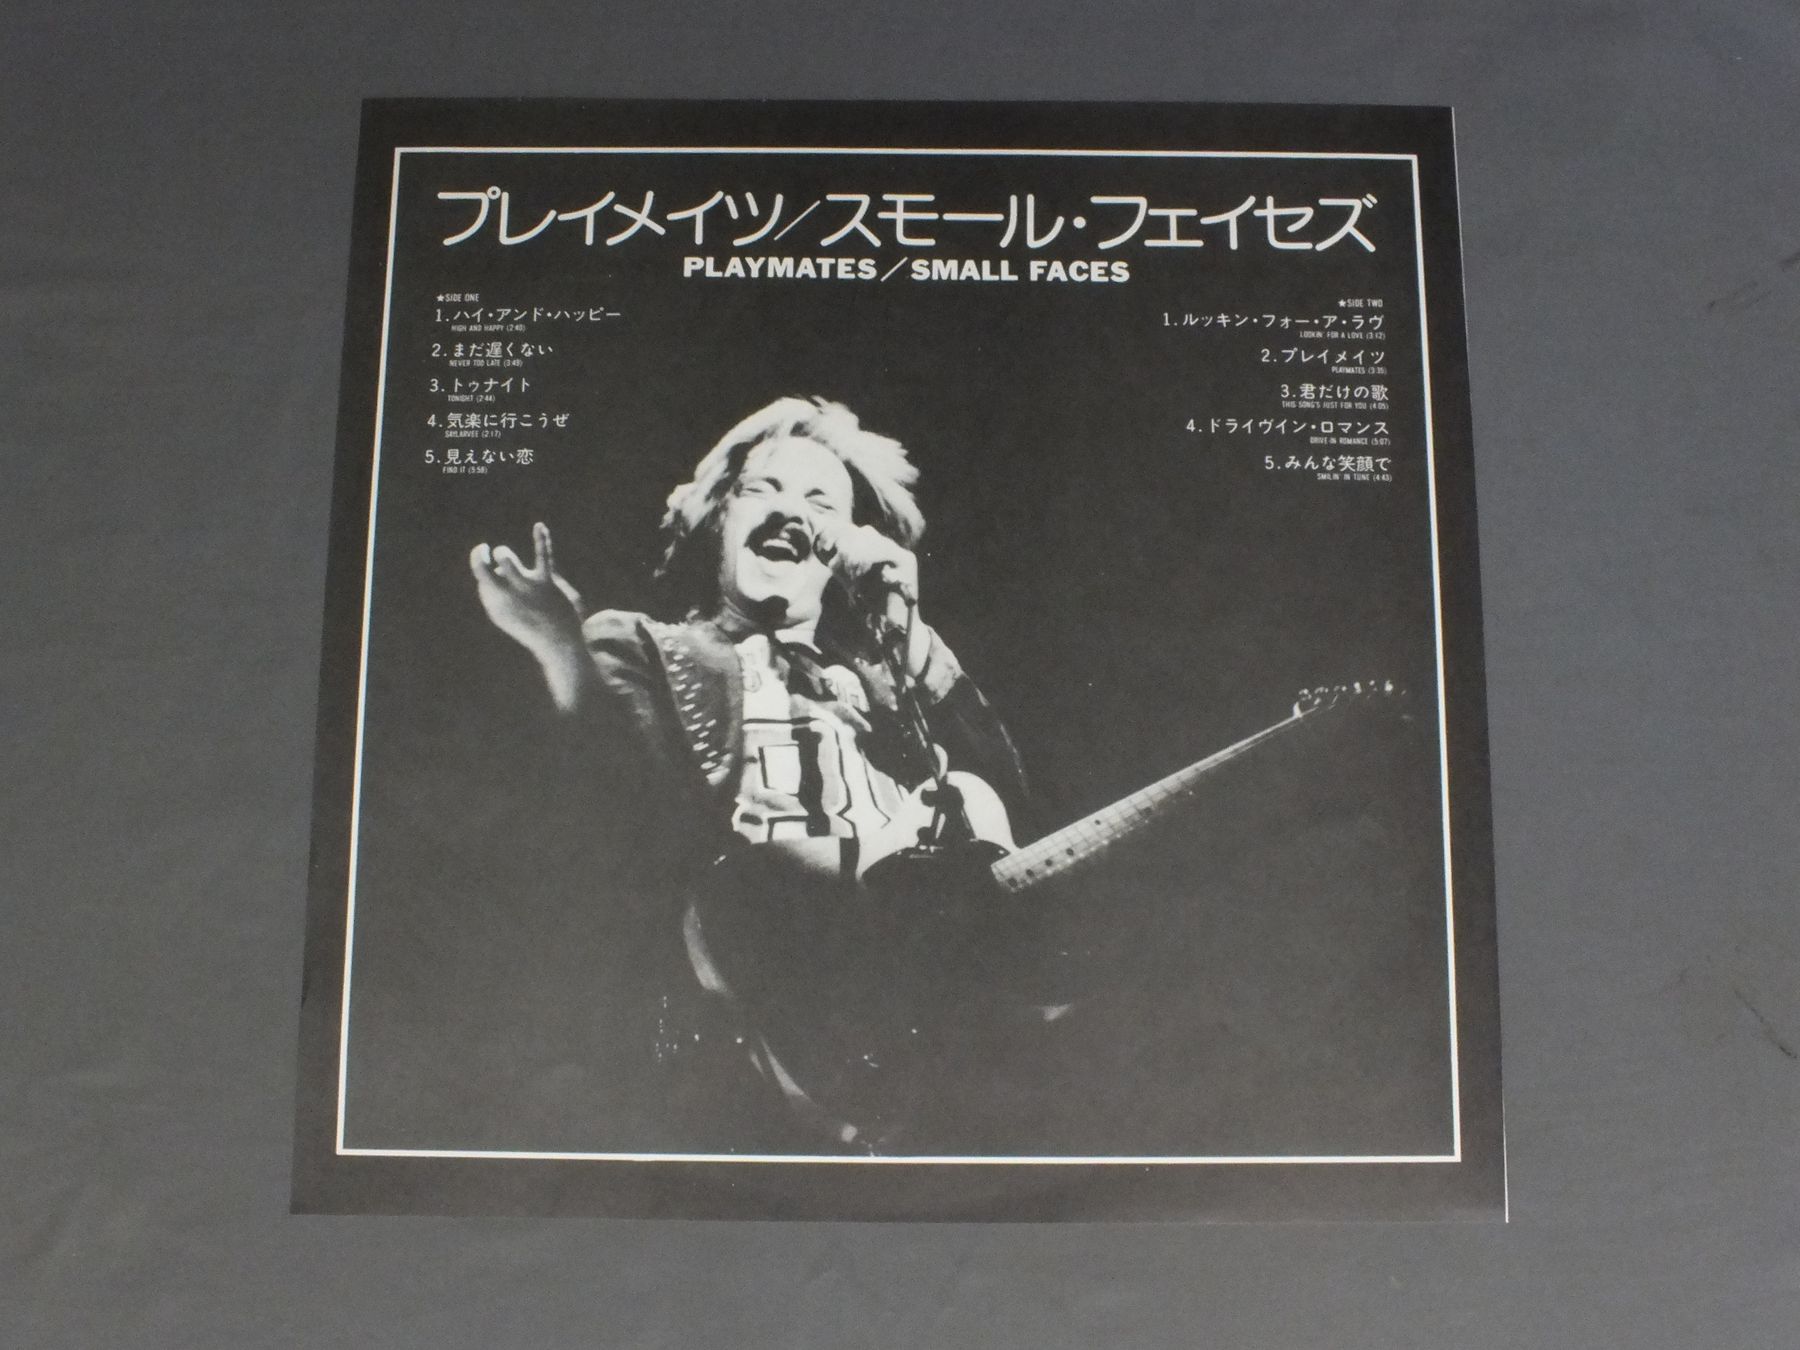 プレイメイツ/スモール・フェイセズ
PLAYMATES/SMALL FACES
★SIDE ONE
1.ハイ・アンド・ハッピー
HIGH AND HAPPY (2:40)
2.まだ遅くない
NEVER TOO LATE (3:49)
3.トゥナイト
TONIGHT (2:44)
4.気楽に行こうぜ
SAYLARVEE (2:17)
5.見えない恋
FIND IT (5:58)
★SIDE TWO
1.ルッキン・フォー・ア・ラヴ
LOOKIN' FOR A LOVE (3:12)
2.プレイメイツ
PLAYMATES (3:35)
3.君だけの歌
THIS SONG'S JUST FOR YOU (4:05)
4.ドライヴイン・ロマンス
DRIVE-IN ROMANCE (5:07)
5.みんな笑顔で
SMILIN' IN TUNE (4:43)